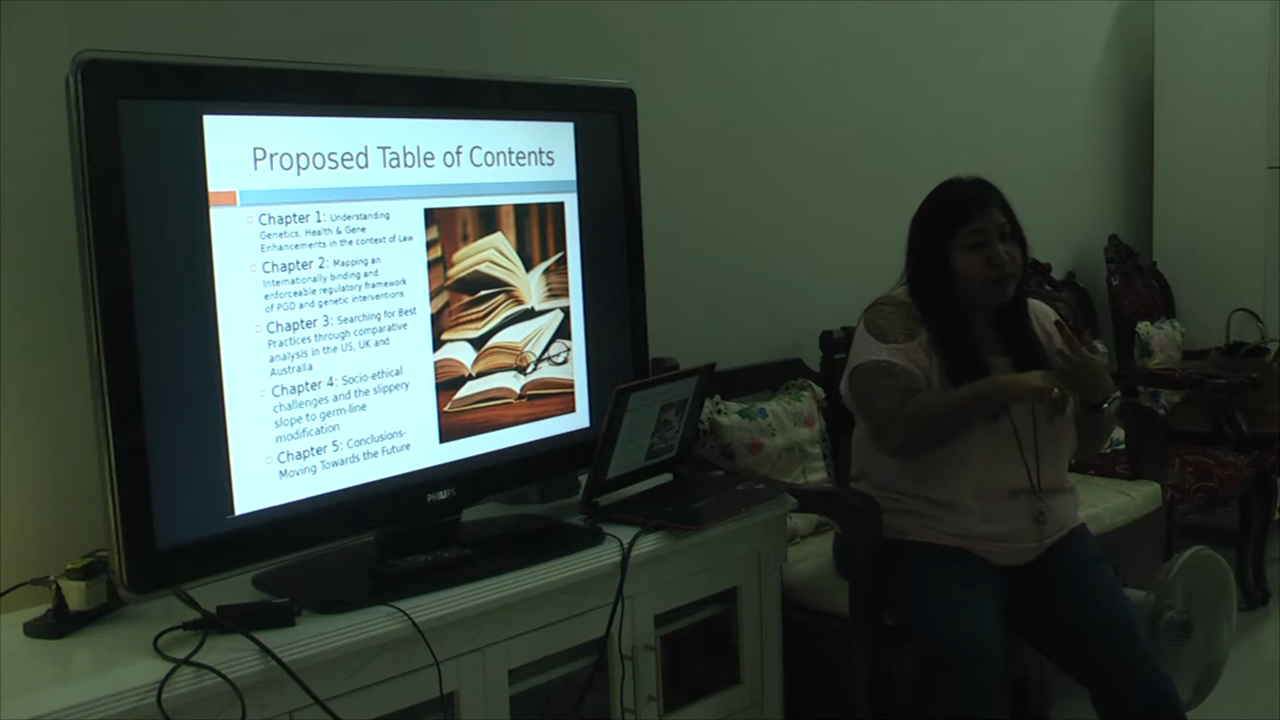 Proposed Table of Contents
Chapter 1: Understanding
Genetics, Health & Gene
Enhancements in the context of Law
Chapter 2: Mapping an
Internationally binding and
enforceable regulatory framework
of PGD and genetic interventions
Chapter 3: Searching for Best
Practices through comparative
analysis in the US, UK and
Australia
Chapter 4: Socio-ethical
challenges and the slippery
slope to germ-line
modification
Chapter 5: Conclusions-
Moving Towards the Future
PHILIPS